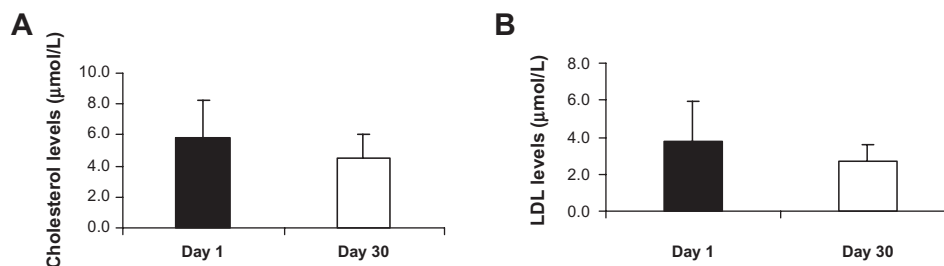 A
Cholesterol levels (μmol/L)
10.0
8.0
6.0
4.0
2.0
0.0
Day 1
Day 30
B
LDL levels (μmol/L)
8.0
6.0
4.0
2.0
0.0
Day 1
Day 30